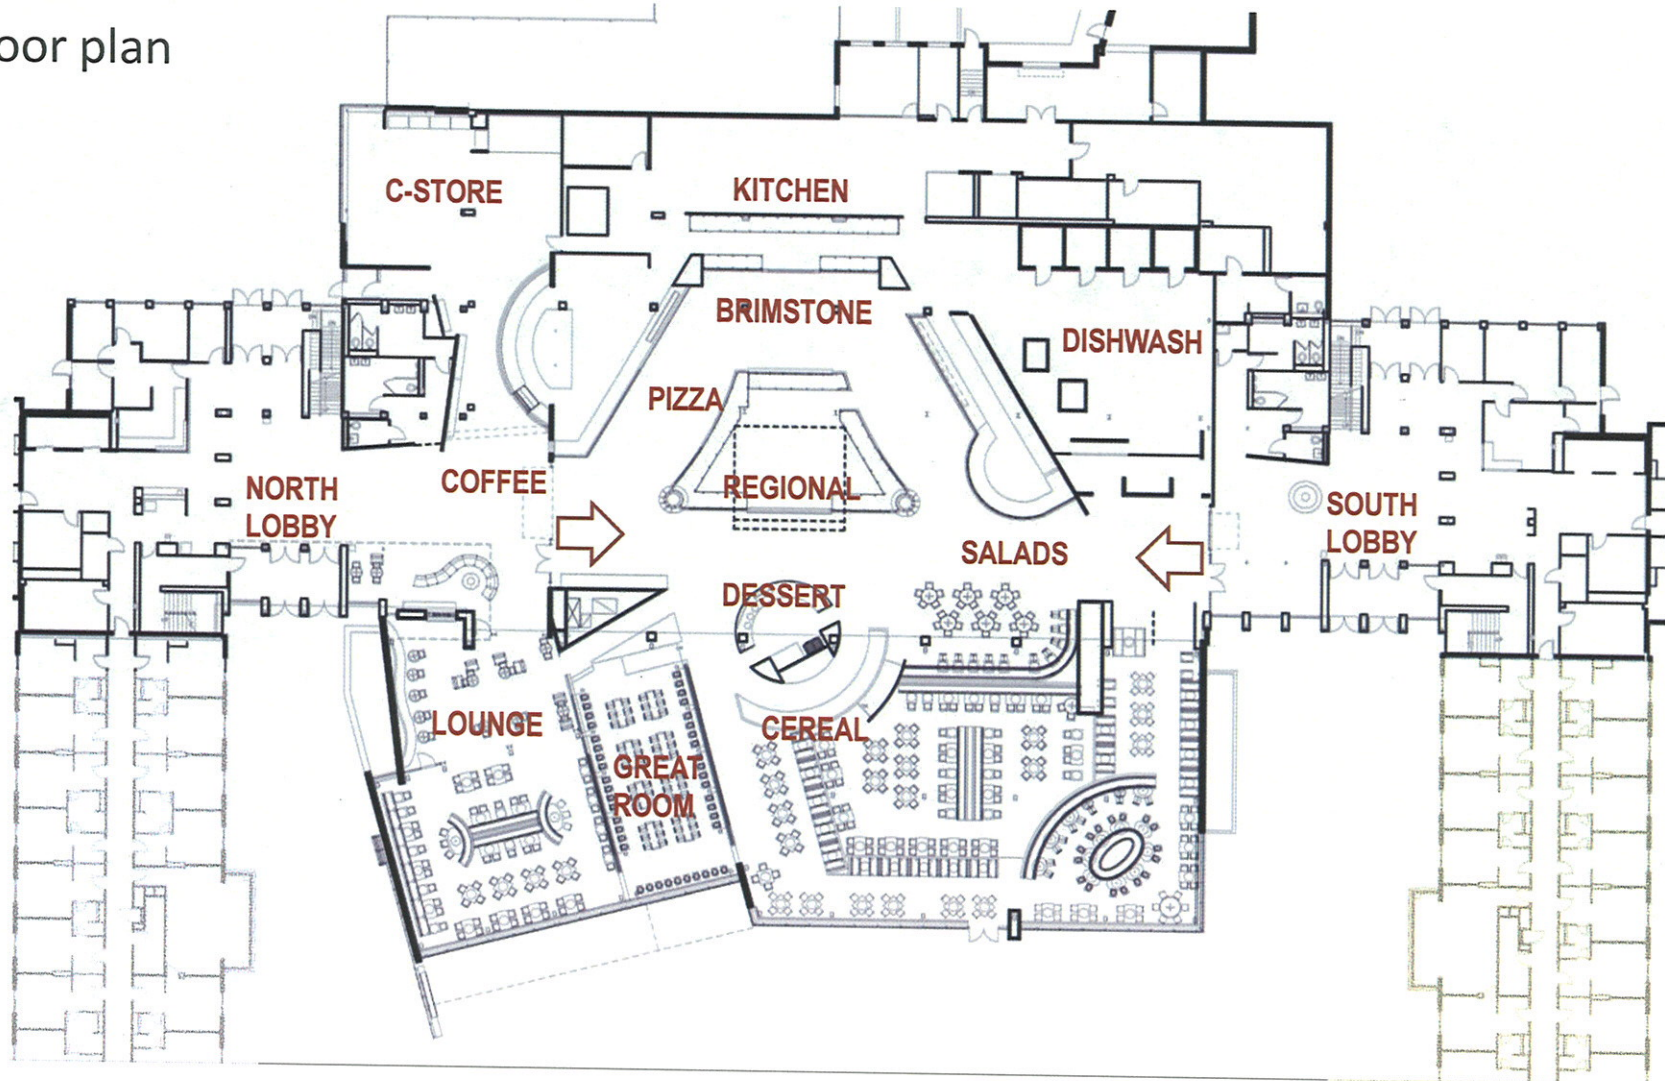 oor plan
C-STORE
KITCHEN
BRIMSTONE
DISHWASH
PIZZA
COFFEE
NORTH
LOBBY
REGIONAL
SOUTH
LOBBY
SALADS
DESSERT
LOUNGE
CEREAL
GREAT
ROOM